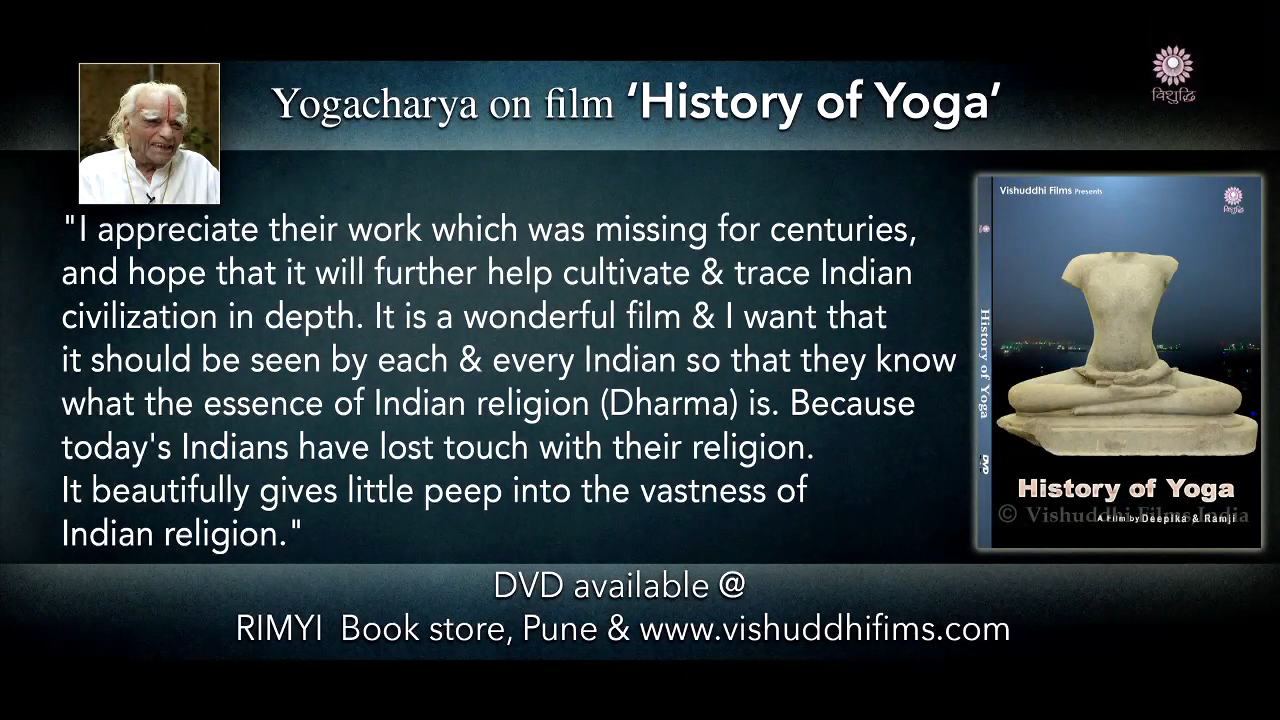 Yogacharya on film ‘History of Yoga’
विशुद्धि
"I appreciate their work which was missing for centuries,
and hope that it will further help cultivate & trace Indian
civilization in depth. It is a wonderful film & I want that
it should be seen by each & every Indian so that they know
what the essence of Indian religion (Dharma) is. Because
today's Indians have lost touch with their religion.
It beautifully gives little peep into the vastness of
Indian religion."
Vishuddhi Films Presents
विशुद्धि
History of Yoga
DVD
History of Yoga
© Vishuddhi Films India
A Film by Deepika & Ramji
DVD available @
RIMYI Book store, Pune & www.vishuddhifims.com